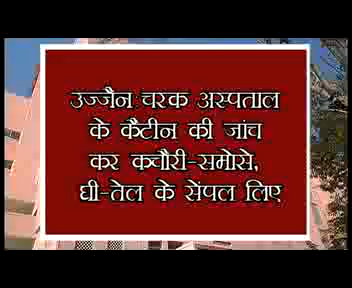 उज्जैन चरक अस्पताल
के कैंटीन की जांच
कर कचौरी-समोसे,
घी-तेल के सेंपल लिए